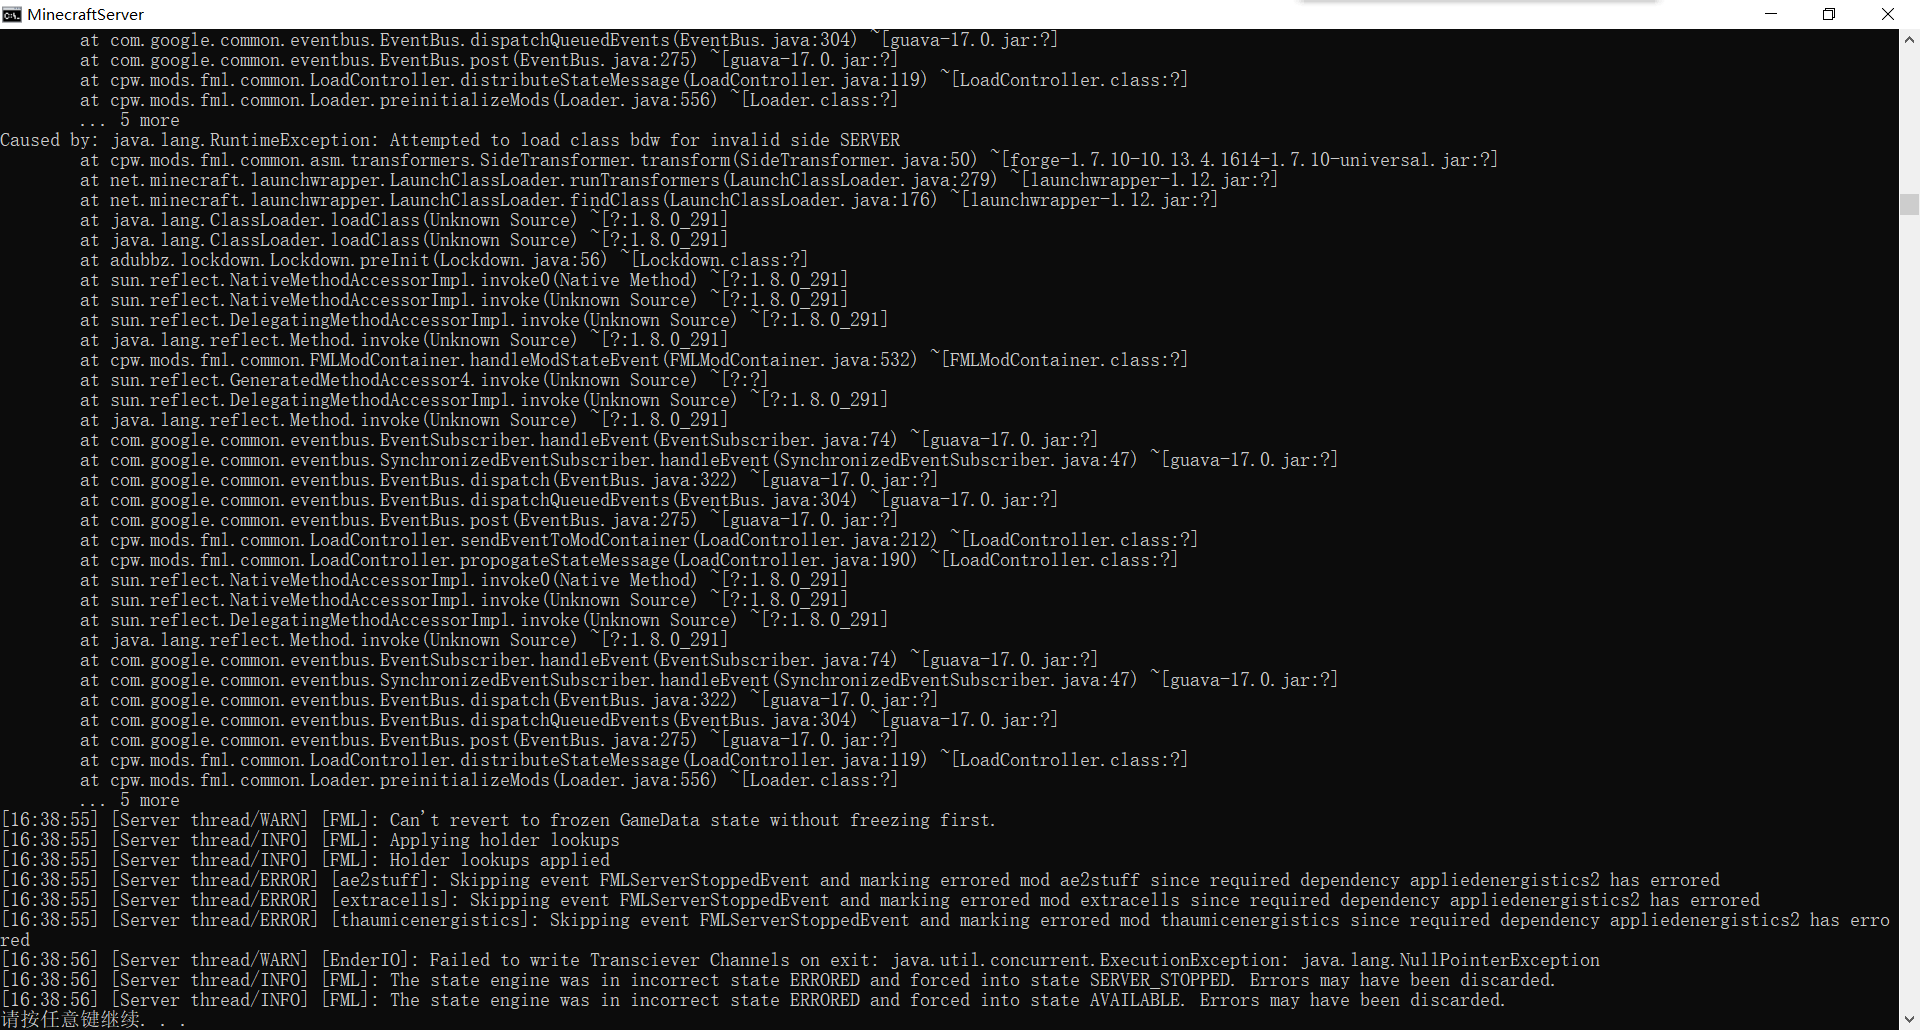 MinecraftServer
at com.google.common.eventbus.EventBus.dispatchQueuedEvents(EventBus.java:304) ~[guava-17.0.jar:?]
at com.google.common.eventbus.EventBus.post(EventBus.java:275) ~[guava-17.0.jar:?]
at cpw.mods.fml.common.LoadController.distributeStateMessage(LoadController.java:119) ~[LoadController.class:?]
at cpw.mods.fml.common.Loader.preinitializeMods(Loader.java:556) ~[Loader.class:?]
... 5 more
Caused by: java.lang.RuntimeException: Attempted to load class bdw for invalid side SERVER
at cpw.mods.fml.common.asm.transformers.SideTransformer.transform(SideTransformer.java:50) ~[forge-1.7.10-10.13.4.1614-1.7.10-universal.jar:?]
at net.minecraft.launchwrapper.LaunchClassLoader.runTransformers(LaunchClassLoader.java:279) ~[launchwrapper-1.12.jar:?]
at net.minecraft.launchwrapper.LaunchClassLoader.findClass(LaunchClassLoader.java:176) ~[launchwrapper-1.12.jar:?]
at java.lang.ClassLoader.loadClass(Unknown Source) ~[?:1.8.0_291]
at java.lang.ClassLoader.loadClass(Unknown Source) ~[?:1.8.0_291]
at adubbz.lockdown.Lockdown.preInit(Lockdown.java:56) ~[Lockdown.class:?]
at sun.reflect.NativeMethodAccessorImpl.invoke0(Native Method) ~[?:1.8.0_291]
at sun.reflect.NativeMethodAccessorImpl.invoke(Unknown Source) ~[?:1.8.0_291]
at sun.reflect.DelegatingMethodAccessorImpl.invoke(Unknown Source) ~[?:1.8.0_291]
at java.lang.reflect.Method.invoke(Unknown Source) ~[?:1.8.0_291]
at cpw.mods.fml.common.FMLModContainer.handleModStateEvent(FMLModContainer.java:532) ~[FMLModContainer.class:?]
at sun.reflect.GeneratedMethodAccessor4.invoke(Unknown Source) ~[?:?]
at sun.reflect.DelegatingMethodAccessorImpl.invoke(Unknown Source) ~[?:1.8.0_291]
at java.lang.reflect.Method.invoke(Unknown Source) ~[?:1.8.0_291]
at com.google.common.eventbus.EventSubscriber.handleEvent(EventSubscriber.java:74) ~[guava-17.0.jar:?]
at com.google.common.eventbus.SynchronizedEventSubscriber.handleEvent(SynchronizedEventSubscriber.java:47) ~[guava-17.0.jar:?]
at com.google.common.eventbus.EventBus.dispatch(EventBus.java:322) ~[guava-17.0.jar:?]
at com.google.common.eventbus.EventBus.dispatchQueuedEvents(EventBus.java:304) ~[guava-17.0.jar:?]
at com.google.common.eventbus.EventBus.post(EventBus.java:275) ~[guava-17.0.jar:?]
at cpw.mods.fml.common.LoadController.sendEventToModContainer(LoadController.java:212) ~[LoadController.class:?]
at cpw.mods.fml.common.LoadController.propogateStateMessage(LoadController.java:190) ~[LoadController.class:?]
at sun.reflect.NativeMethodAccessorImpl.invoke0(Native Method) ~[?:1.8.0_291]
at sun.reflect.NativeMethodAccessorImpl.invoke(Unknown Source) ~[?:1.8.0_291]
at sun.reflect.DelegatingMethodAccessorImpl.invoke(Unknown Source) ~[?:1.8.0_291]
at java.lang.reflect.Method.invoke(Unknown Source) ~[?:1.8.0_291]
at com.google.common.eventbus.EventSubscriber.handleEvent(EventSubscriber.java:74) ~[guava-17.0.jar:?]
at com.google.common.eventbus.SynchronizedEventSubscriber.handleEvent(SynchronizedEventSubscriber.java:47) ~[guava-17.0.jar:?]
at com.google.common.eventbus.EventBus.dispatch(EventBus.java:322) ~[guava-17.0.jar:?]
at com.google.common.eventbus.EventBus.dispatchQueuedEvents(EventBus.java:304) ~[guava-17.0.jar:?]
at com.google.common.eventbus.EventBus.post(EventBus.java:275) ~[guava-17.0.jar:?]
at cpw.mods.fml.common.LoadController.distributeStateMessage(LoadController.java:119) ~[LoadController.class:?]
at cpw.mods.fml.common.Loader.preinitializeMods(Loader.java:556) ~[Loader.class:?]
... 5 more
[16:38:55] [Server thread/WARN] [FML]: Can't revert to frozen GameData state without freezing first.
[16:38:55] [Server thread/INFO] [FML]: Applying holder lookups
[16:38:55] [Server thread/INFO] [FML]: Holder lookups applied
[16:38:55] [Server thread/ERROR] [ae2stuff]: Skipping event FMLServerStoppedEvent and marking errored mod ae2stuff since required dependency appliedenergistics2 has errored
[16:38:55] [Server thread/ERROR] [extracells]: Skipping event FMLServerStoppedEvent and marking errored mod extracells since required dependency appliedenergistics2 has errored
[16:38:55] [Server thread/ERROR] [thaumicenergistics]: Skipping event FMLServerStoppedEvent and marking errored mod thaumicenergistics since required dependency appliedenergistics2 has erro
red
[16:38:56] [Server thread/WARN] [EnderIO]: Failed to write Transciever Channels on exit: java.util.concurrent.ExecutionException: java.lang.NullPointerException
[16:38:56] [Server thread/INFO] [FML]: The state engine was in incorrect state ERRORED and forced into state SERVER_STOPPED. Errors may have been discarded.
[16:38:56] [Server thread/INFO] [FML]: The state engine was in incorrect state ERRORED and forced into state AVAILABLE. Errors may have been discarded.
请按任意键继续. . .